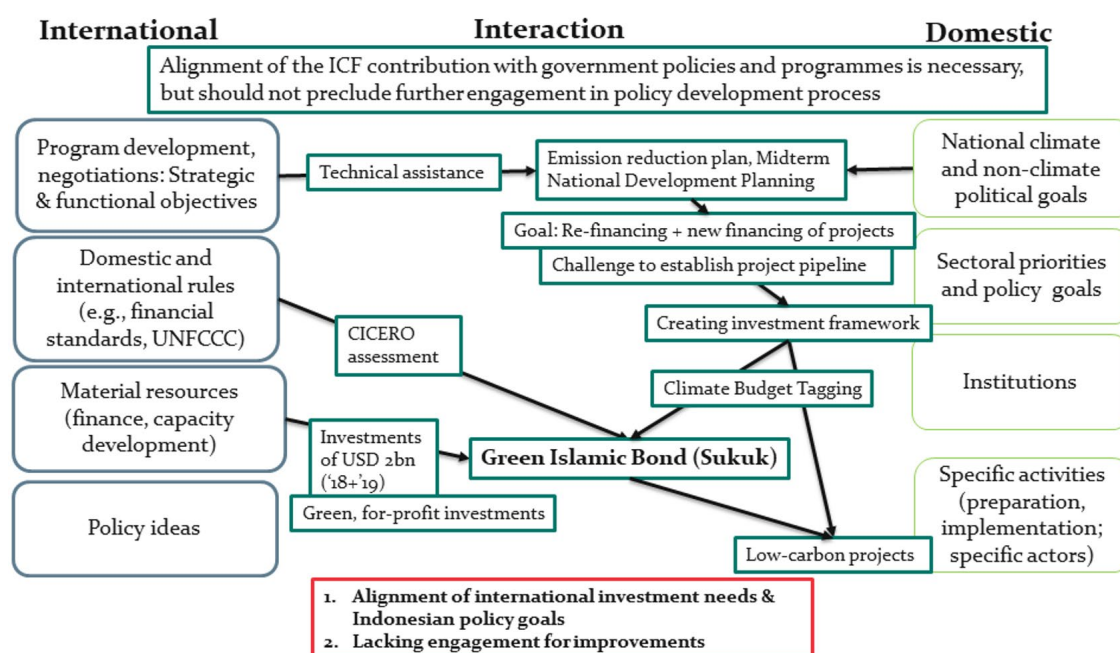 International
Interaction
Domestic
Alignment of the ICF contribution with government policies and programmes is necessary,
but should not preclude further engagement in policy development process
Program development,
negotiations: Strategic
& functional objectives
Technical assistance
Emission reduction plan, Midterm
National Development Planning
National climate
and non-climate
political goals
Goal: Re-financing + new financing of projects
Challenge to establish project pipeline
Domestic and
international rules
(e.g., financial
standards, UNFCCC)
Sectoral priorities
and policy goals
CICERO
assessment
Creating investment framework
Climate Budget Tagging
Institutions
Material resources
(finance, capacity
development)
Investments
of USD 2bn
(‘18+’19)
Green, for-profit investments
Green Islamic Bond (Sukuk)
Policy ideas
Low-carbon projects
Specific activities
(preparation,
implementation;
specific actors)
1. Alignment of international investment needs &
Indonesian policy goals
2. Lacking engagement for improvements